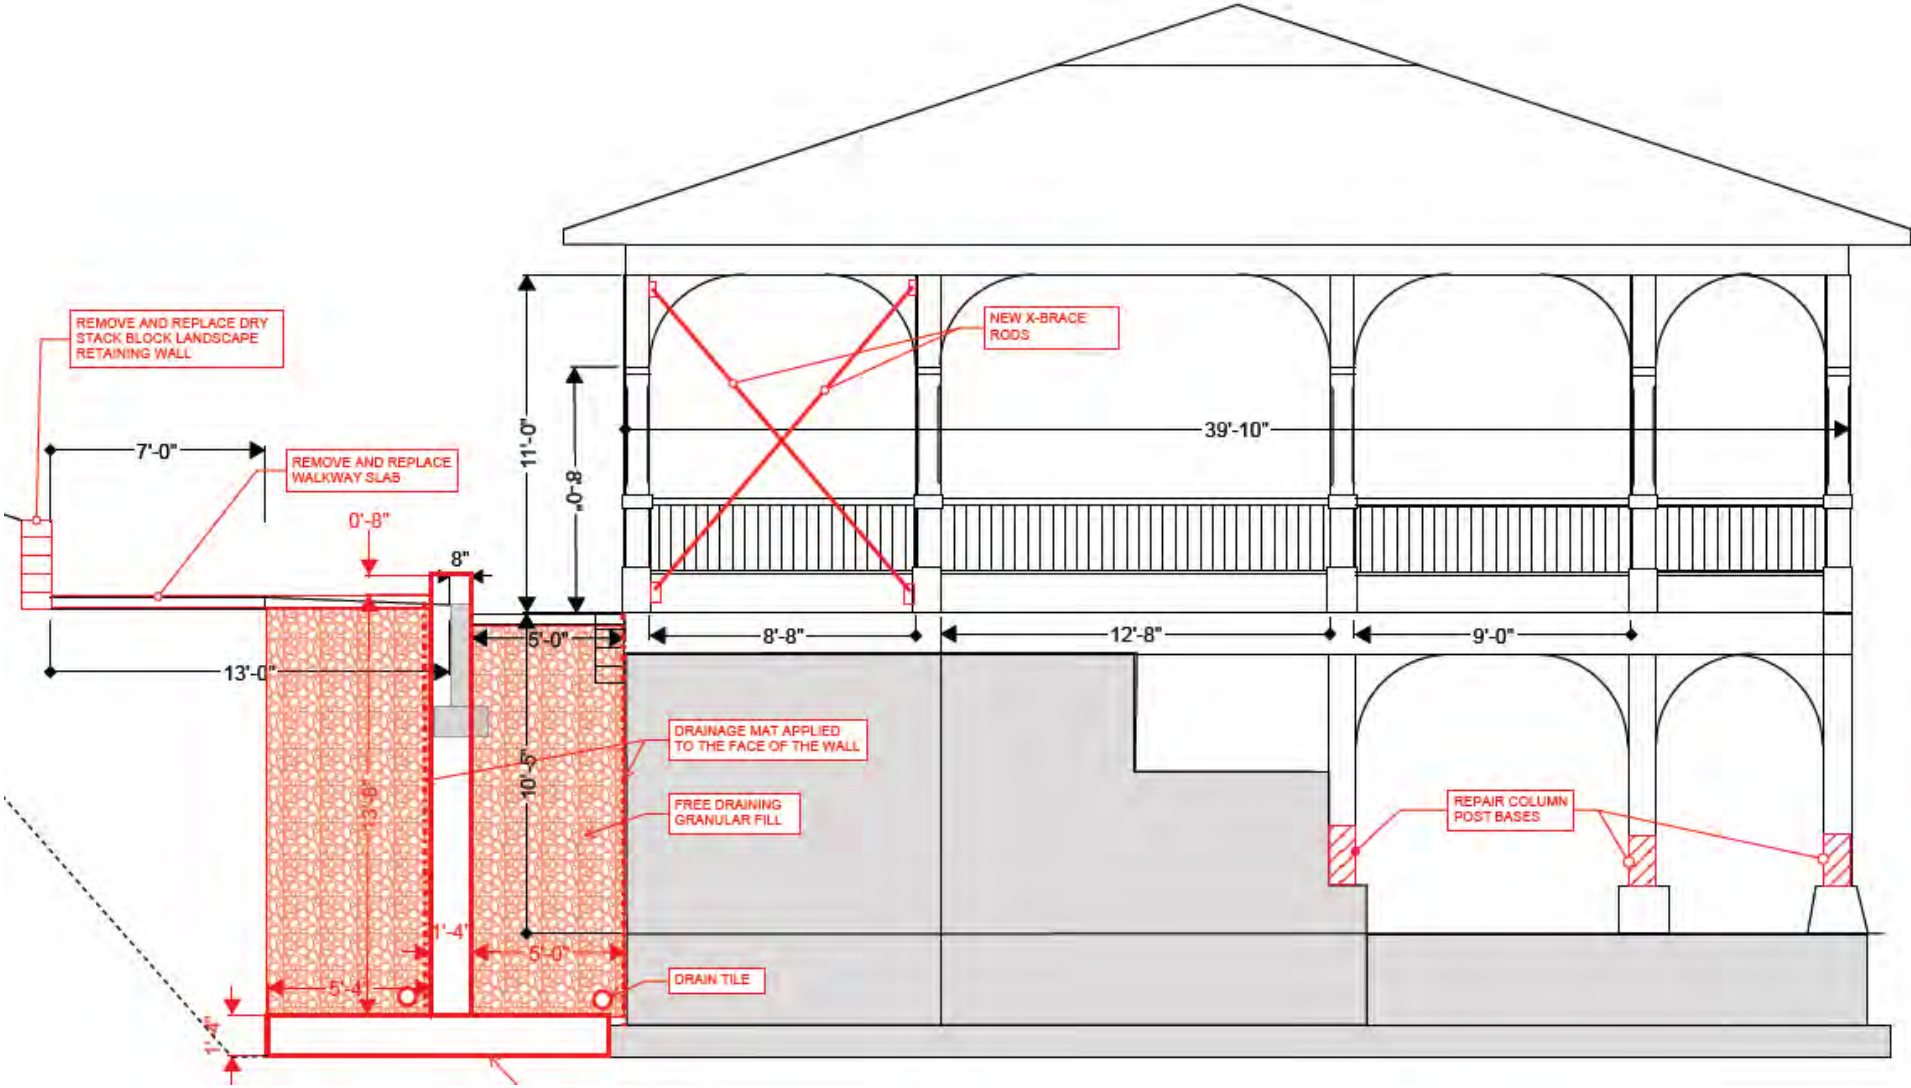 REMOVE AND REPLACE DRY
STACK BLOCK LANDSCAPE
RETAINING WALL
NEW X-BRACE
RODS
11'-0"
8'-0"
39'-10"
7'-0"
REMOVE AND REPLACE
WALKWAY SLAB
0'-8"
8"
5'-0"
8'-8"
12'-8"
9'-0"
13'-0"
DRAINAGE MAT APPLIED
TO THE FACE OF THE WALL
10'-5"
13'-8"
FREE DRAINING
GRANULAR FILL
REPAIR COLUMN
POST BASES
1'-4"
5'-0"
5'-4"
DRAIN TILE
1'-4"